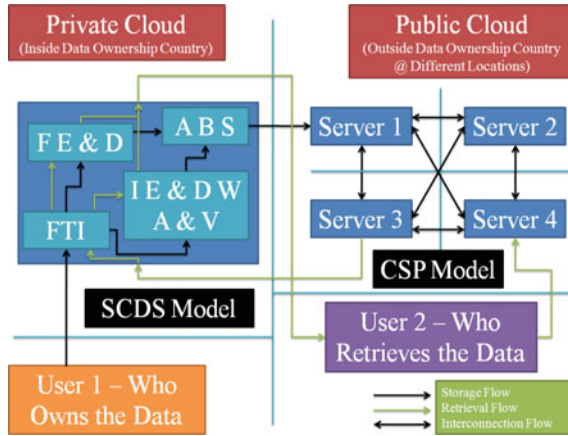 Private Cloud
(Inside Data Ownership Country)
Public Cloud
(Outside Data Ownership Country
@ Different Locations)
F E & D
A B S
I E & D W
A & V
FTI
Server 1
Server 2
Server 3
Server 4
SCDS Model
CSP Model
User 1 – Who
Owns the Data
User 2 – Who
Retrieves the Data
Storage Flow
Retrieval Flow
Interconnection Flow